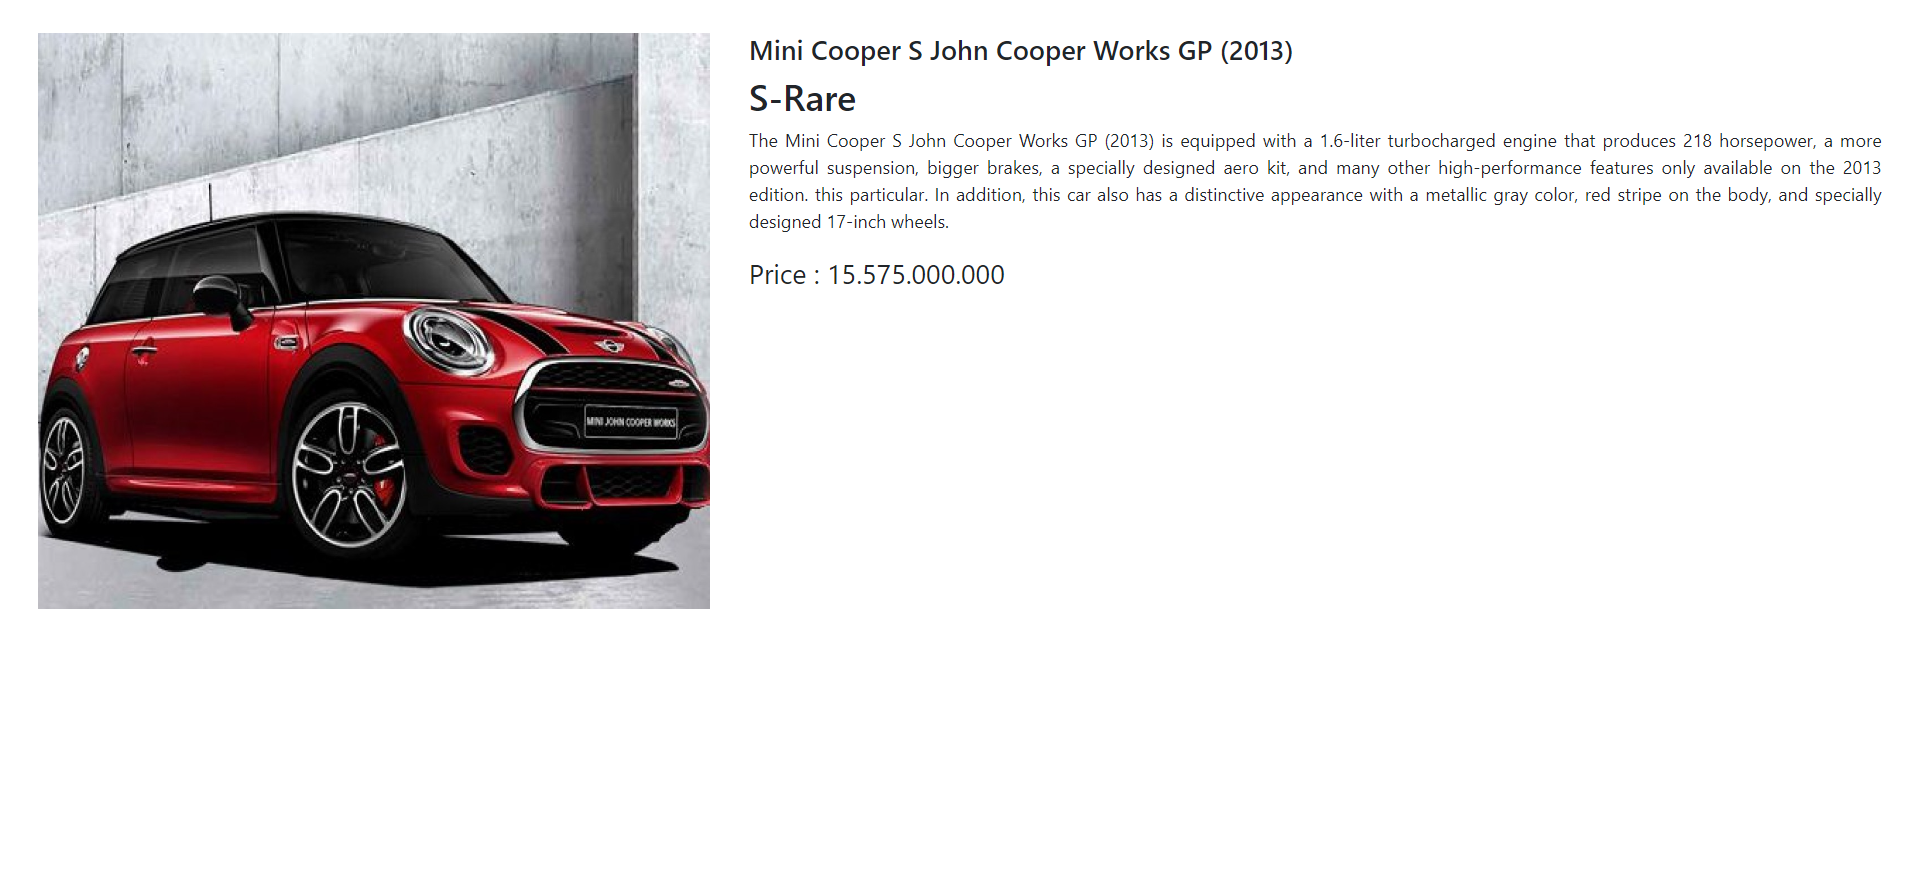 Mini Cooper S John Cooper Works GP (2013)
S-Rare
The Mini Cooper S John Cooper Works GP (2013) is equipped with a 1.6-liter turbocharged engine that produces 218 horsepower, a more
powerful suspension, bigger brakes, a specially designed aero kit, and many other high-performance features only available on the 2013
edition. this particular. In addition, this car also has a distinctive appearance with a metallic gray color, red stripe on the body, and specially
designed 17-inch wheels.
Price : 15.575.000.000
MINI JOHN COOPER WORKS